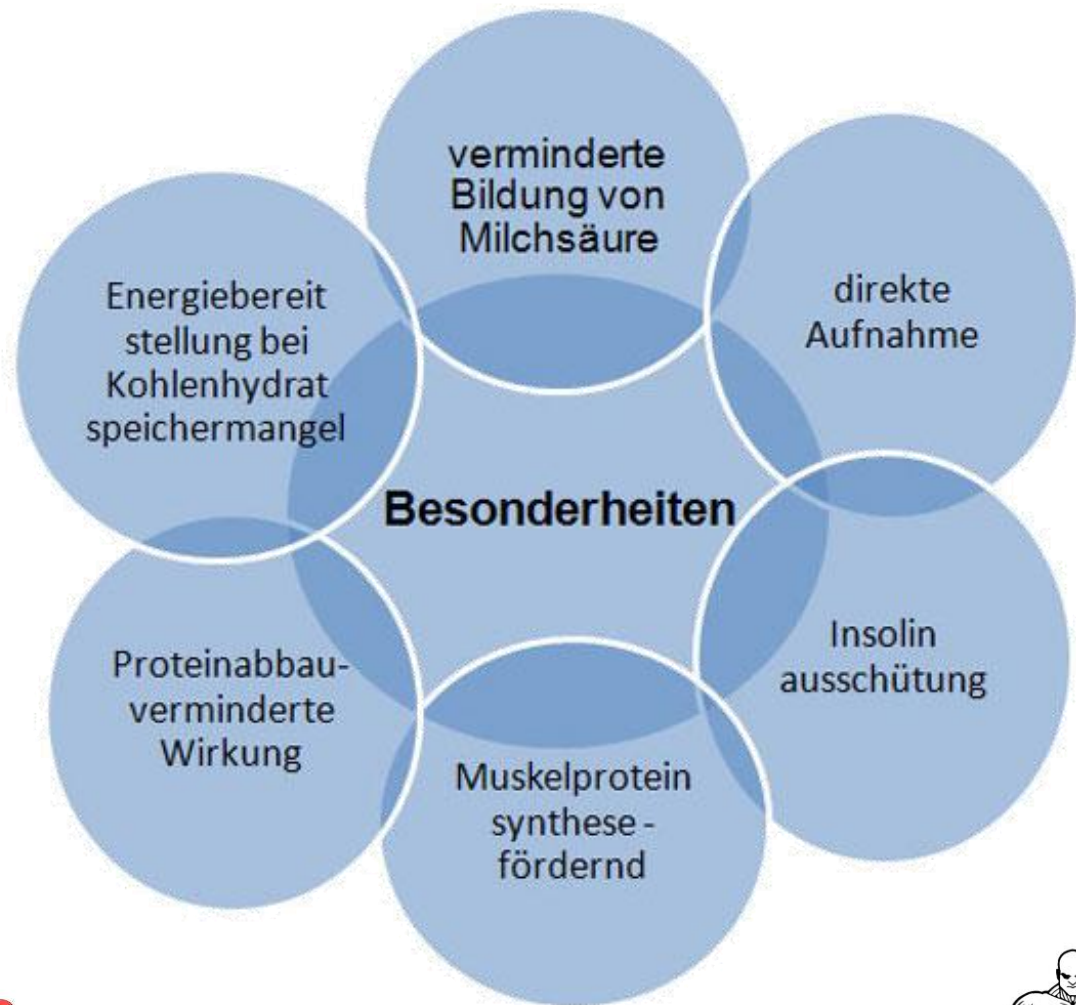 verminderte
Bildung von
Milchsäure
direkte
Aufnahme
Insolin
ausschütung
Muskelprotein
synthese -
fördernd
Proteinabbau-
verminderte
Wirkung
Energiebereit
stellung bei
Kohlenhydrat
speichermangel
Besonderheiten